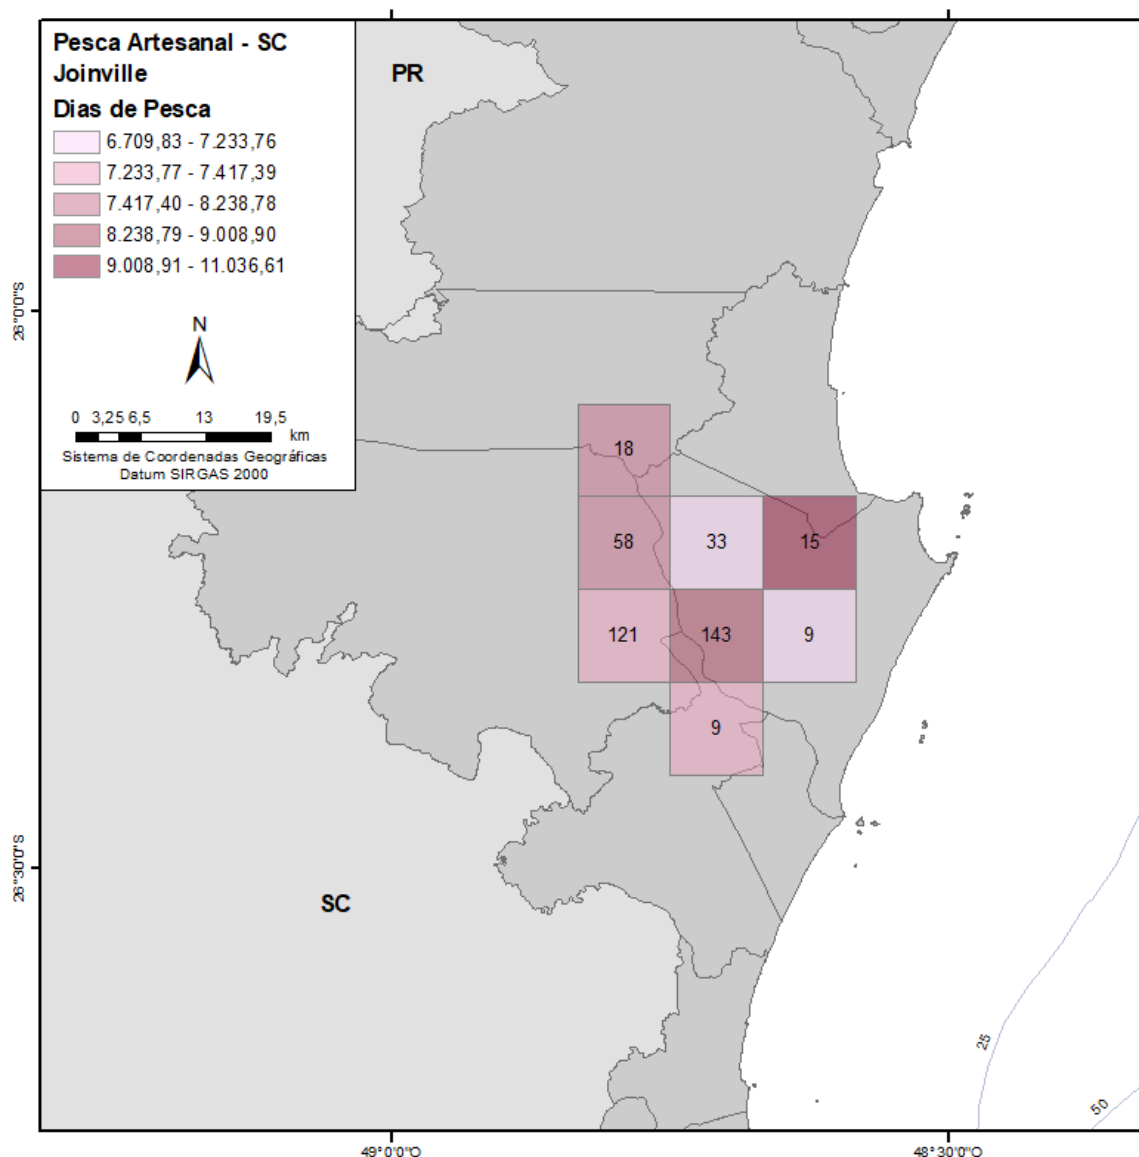 Pesca Artesanal - SC
Joinville
Dias de Pesca
6.709,83 - 7.233,76
7.233,77 - 7.417,39
7.417,40 - 8.238,78
8.238,79 - 9.008,90
9.008,91 - 11.036,61
N
0 3,25 6,5 13 19,5
km
Sistema de Coordenadas Geográficas
Datum SIRGAS 2000
PR
26°0'0"S
18
58 33 15
121 143 9
9
26°30'0"S
SC
25
50
49°0'0"O 48°30'0"O